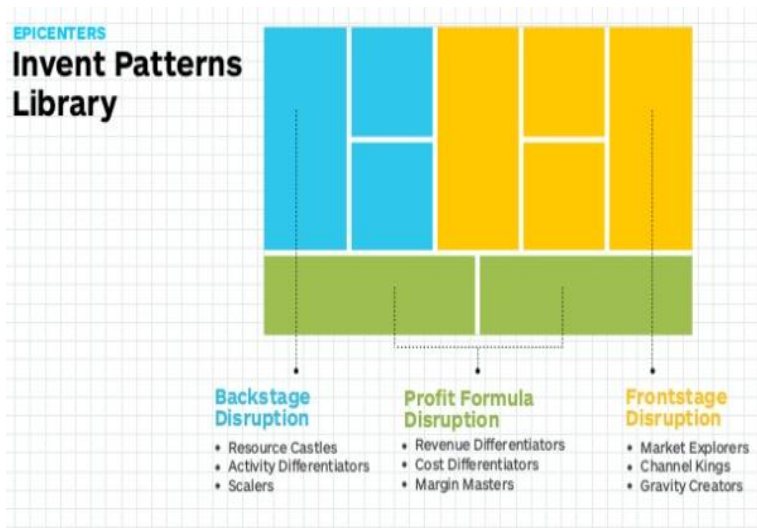 EPICENTERS
Invent Patterns
Library
Backstage
Disruption
• Resource Castles
• Activity Differentiators
• Scalers
Profit Formula
Disruption
• Revenue Differentiators
• Cost Differentiators
• Margin Masters
Frontstage
Disruption
• Market Explorers
• Channel Kings
• Gravity Creators